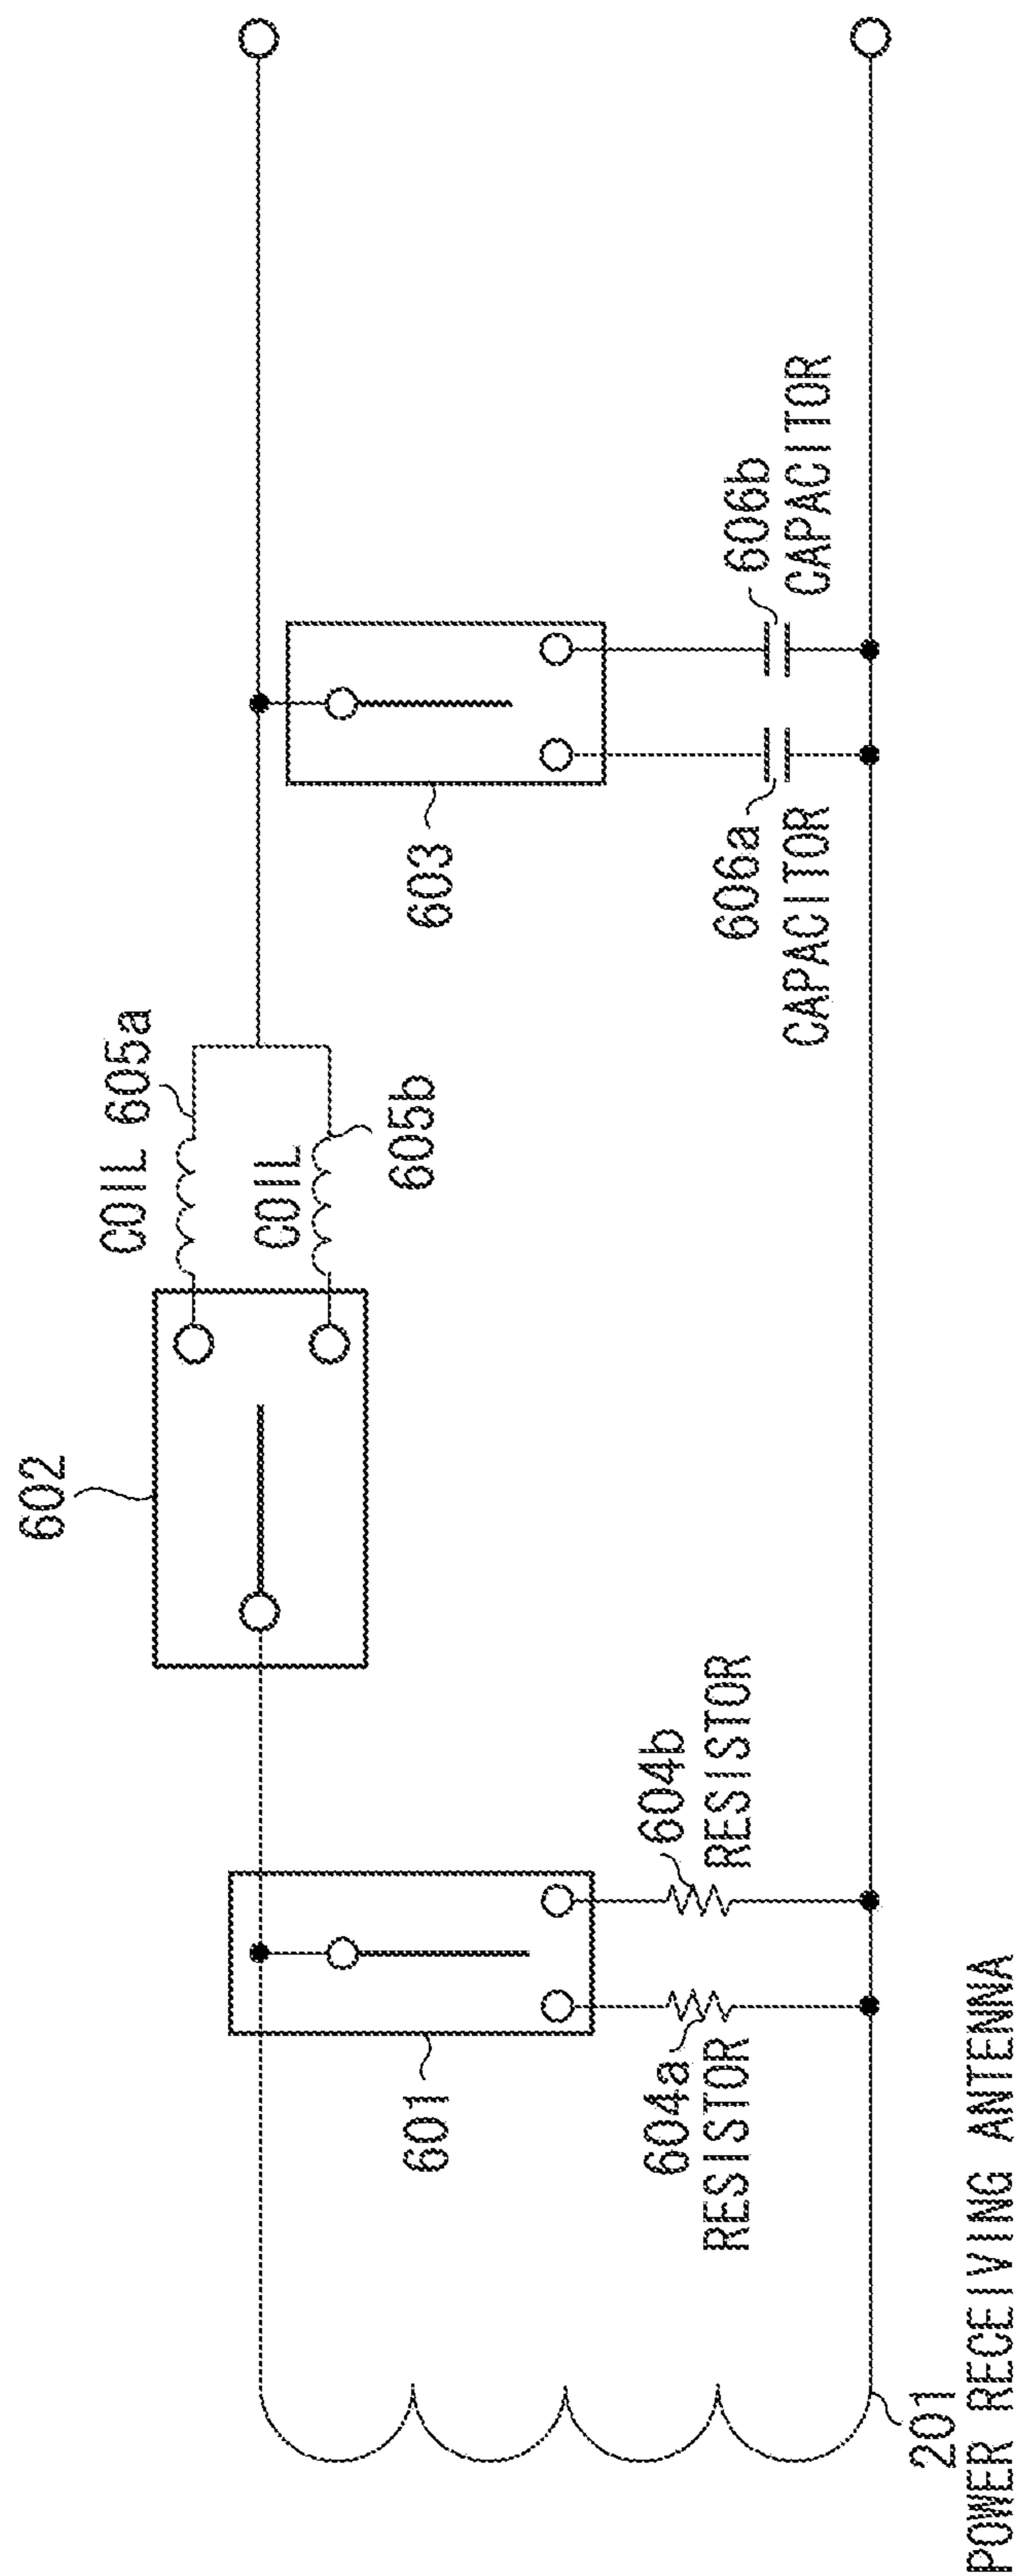 602
COIL 605a
COIL
605b
603
606a
CAPACITOR
606b
CAPACITOR
601
604a
RESISTOR
604b
RESISTOR
201
POWER RECEIVING ANTENNA